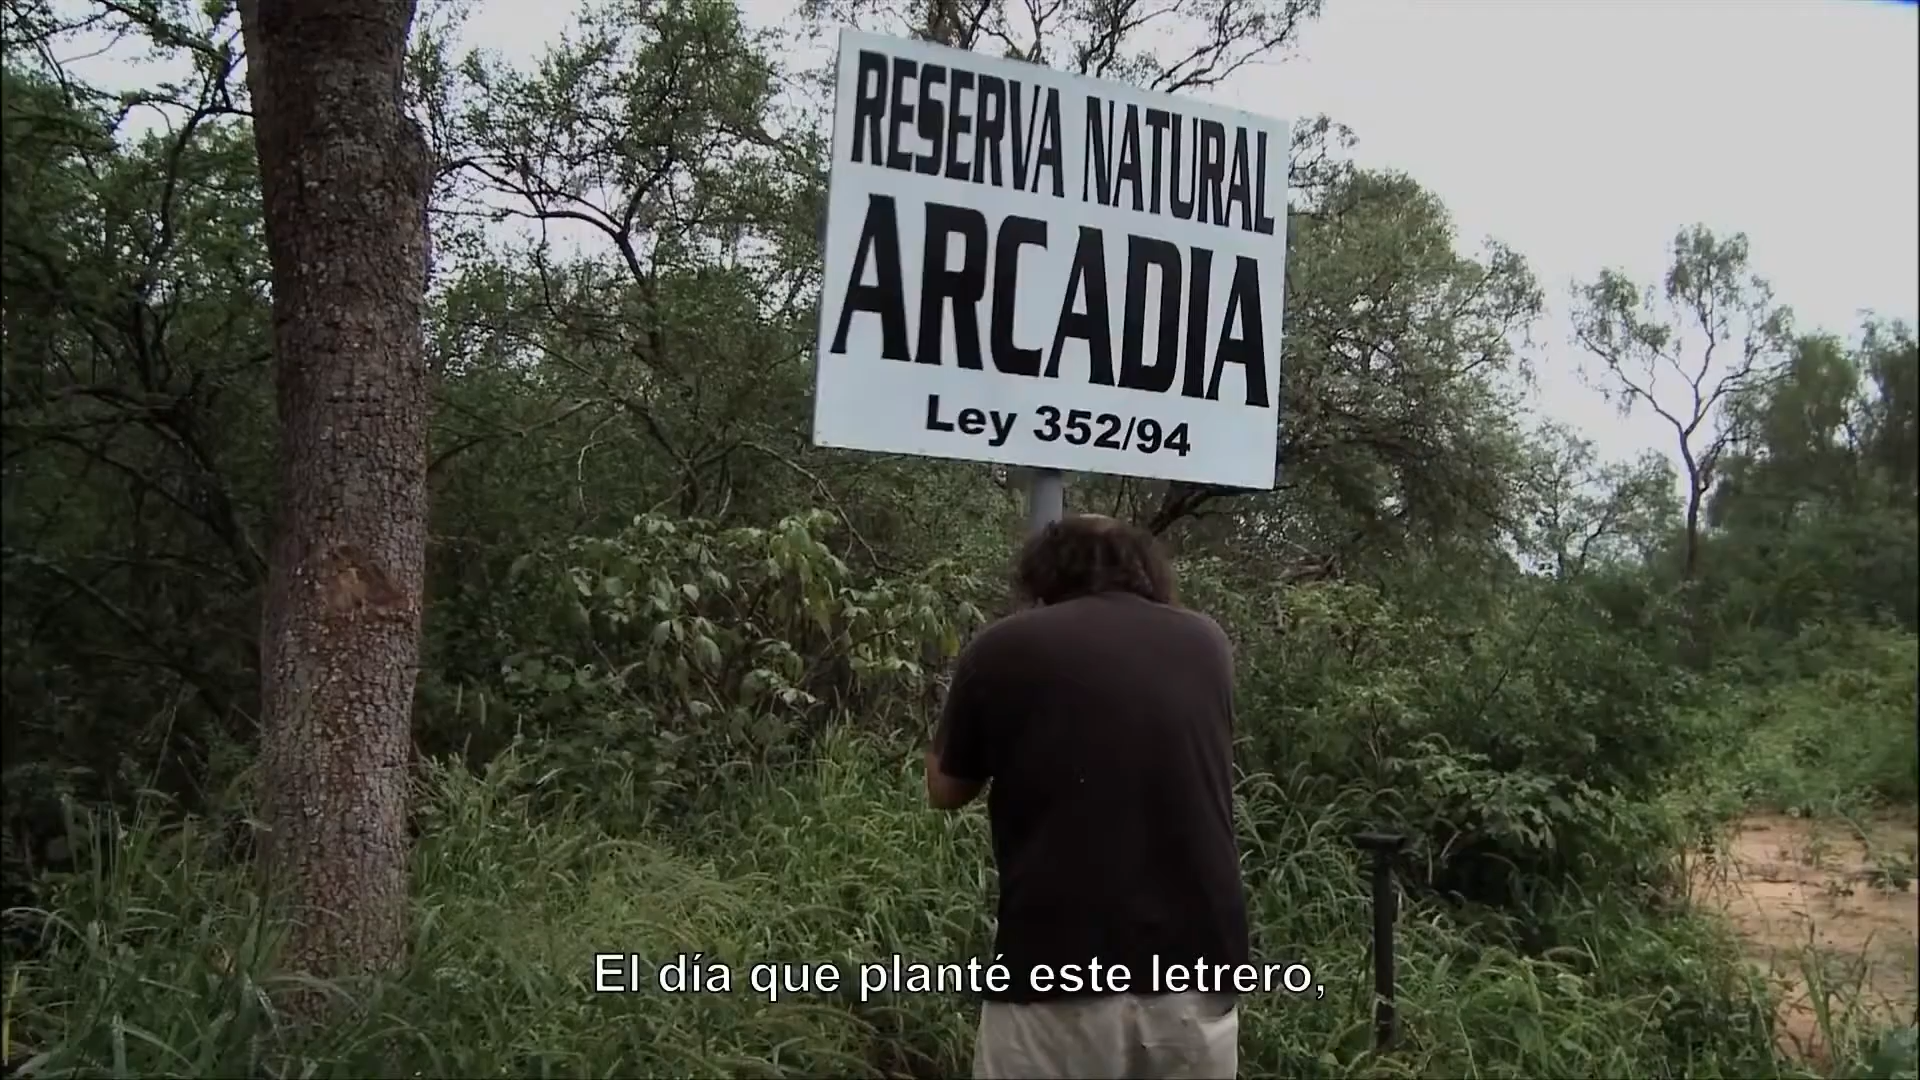 RESERVA NATURAL
ARCADIA
Ley 352/94
El día que planté este letrero,